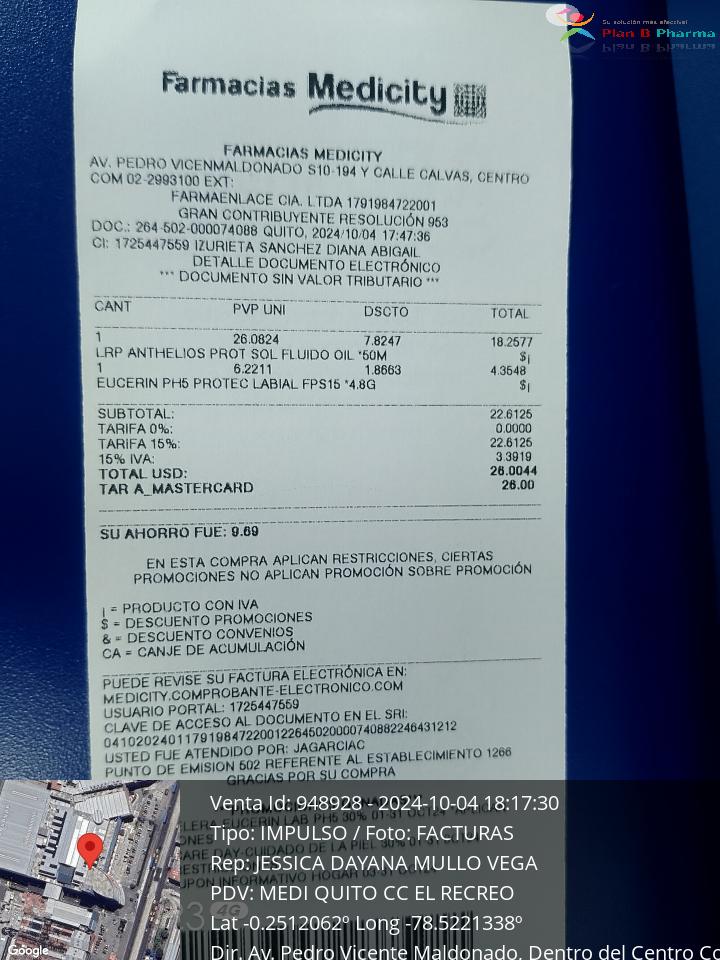 Su solución más efectiva!
Plan B Pharma
Farmacias Medicity
FARMACIAS MEDICITY
AV. PEDRO VICENMALDONADO S10-194 Y CALLE CALVAS, CENTRO
COM 02-2993100 EXT:
FARMAENLACE CIA. LTDA 1791984722001
GRAN CONTRIBUYENTE RESOLUCIÓN 953
DOC.: 264-502-000074088 QUITO, 2024/10/04 17:47:36
CI: 1725447559 IZURIETA SANCHEZ DIANA ABIGAIL
DETALLE DOCUMENTO ELECTRÓNICO
*** DOCUMENTO SIN VALOR TRIBUTARIO ***
CANT PVP UNI DSCTO TOTAL
1 26.0824 7.8247 18.2577
LRP ANTHELIOS PROT SOL FLUIDO OIL *50M $¡
1 6.2211 1.8663 4.3548
EUCERIN PH5 PROTEC LABIAL FPS15 *4.8G $¡
SUBTOTAL: 22.6125
TARIFA 0%: 0.0000
TARIFA 15%: 22.6125
15% IVA: 3.3919
TOTAL USD: 26.0044
TAR A_MASTERCARD 26.00
SU AHORRO FUE: 9.69
EN ESTA COMPRA APLICAN RESTRICCIONES, CIERTAS
PROMOCIONES NO APLICAN PROMOCIÓN SOBRE PROMOCIÓN
¡ = PRODUCTO CON IVA
$ = DESCUENTO PROMOCIONES
& = DESCUENTO CONVENIOS
CA = CANJE DE ACUMULACIÓN
PUEDE REVISE SU FACTURA ELECTRÓNICA EN:
MEDICITY.COMPROBANTE-ELECTRONICO.COM
USUARIO PORTAL: 1725447559
CLAVE DE ACCESO AL DOCUMENTO EN EL SRI:
0410202401179198472200122645020000740882246431212
USTED FUE ATENDIDO POR: JAGARCIAC
PUNTO DE EMISION 502 REFERENTE AL ESTABLECIMIENTO 1266
GRACIAS POR SU COMPRA
Venta Id: 948928 - 2024-10-04 18:17:30
Tipo: IMPULSO / Foto: FACTURAS
Rep: JESSICA DAYANA MULLO VEGA
PDV: MEDI QUITO CC EL RECREO
Lat -0.2512062º Long -78.5221338º
Dir. Av. Pedro Vicente Maldonado, Dentro del Centro Co
Google